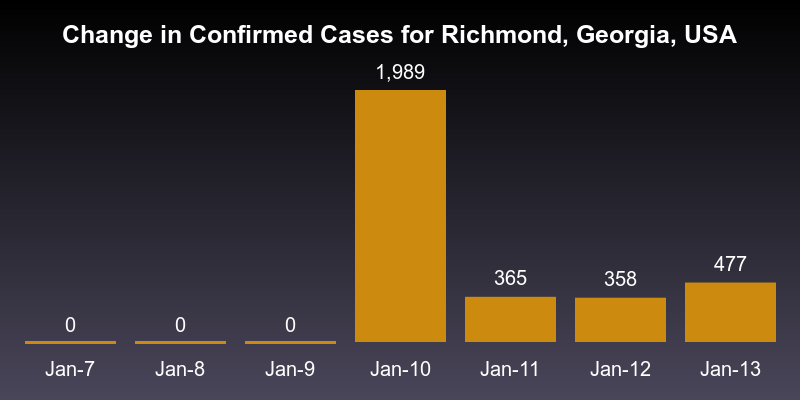 Change in Confirmed Cases for Richmond, Georgia, USA
1,989
477
365
358
0 0 0
Jan-7 Jan-8 Jan-9 Jan-10 Jan-11 Jan-12 Jan-13